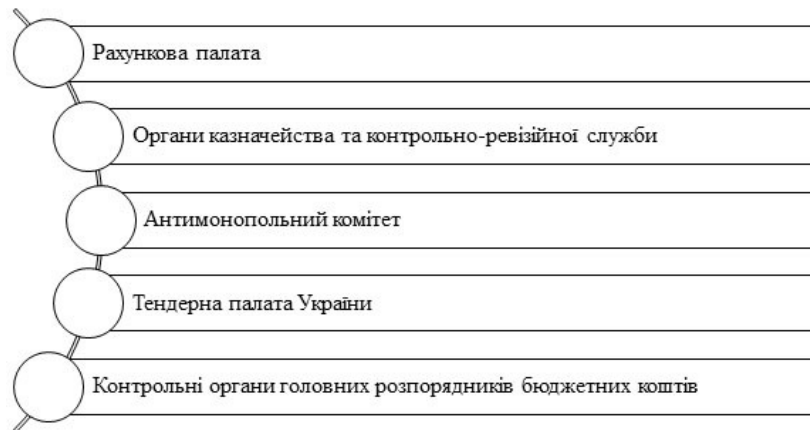 Рахункова палата
Органи казначейства та контрольно-ревізійної служби
Антимонопольний комітет
Тендерна палата України
Контрольні органи головних розпорядників бюджетних коштів